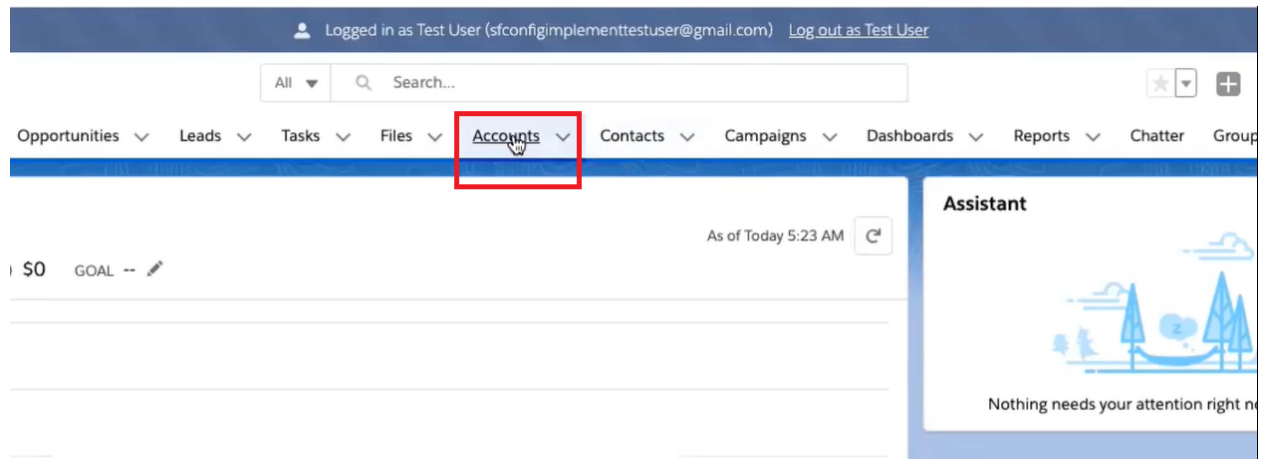 Logged in as Test User (sfconfigimplementtestuser@gmail.com) Log out as Test User
All Search...
Opportunities Leads Tasks Files Accounts Contacts Campaigns Dashboards Reports Chatter Group
Assistant
As of Today 5:23 AM
$0 GOAL --
z
Nothing needs your attention right